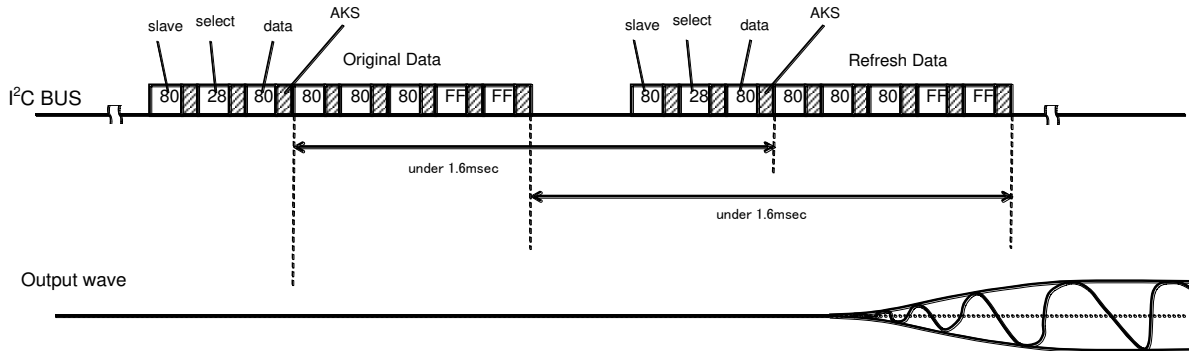 slave select data AKS
Original Data
slave select data AKS
Refresh Data
I²C BUS
80 28 80 80 80 80 FF FF
80 28 80 80 80 80 FF FF
under 1.6msec
under 1.6msec
Output wave